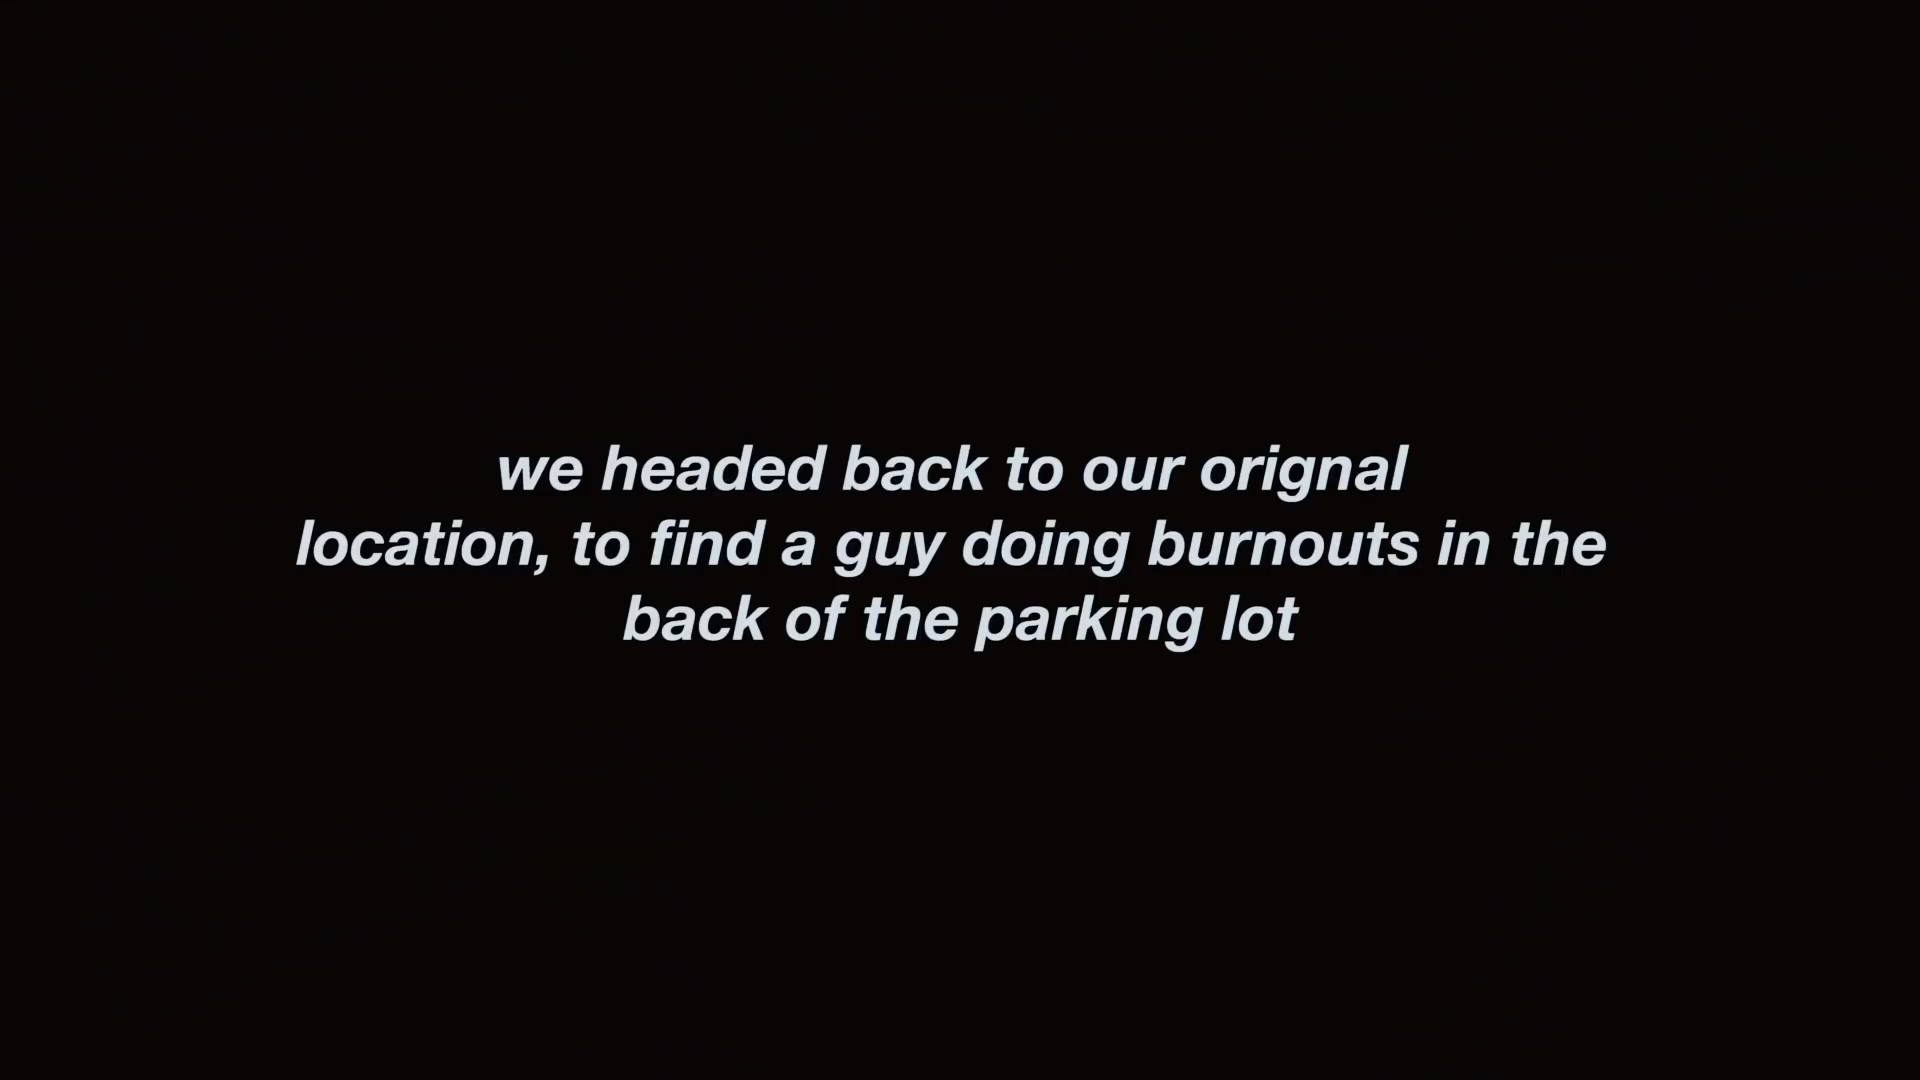 we headed back to our orignal
location, to find a guy doing burnouts in the
back of the parking lot